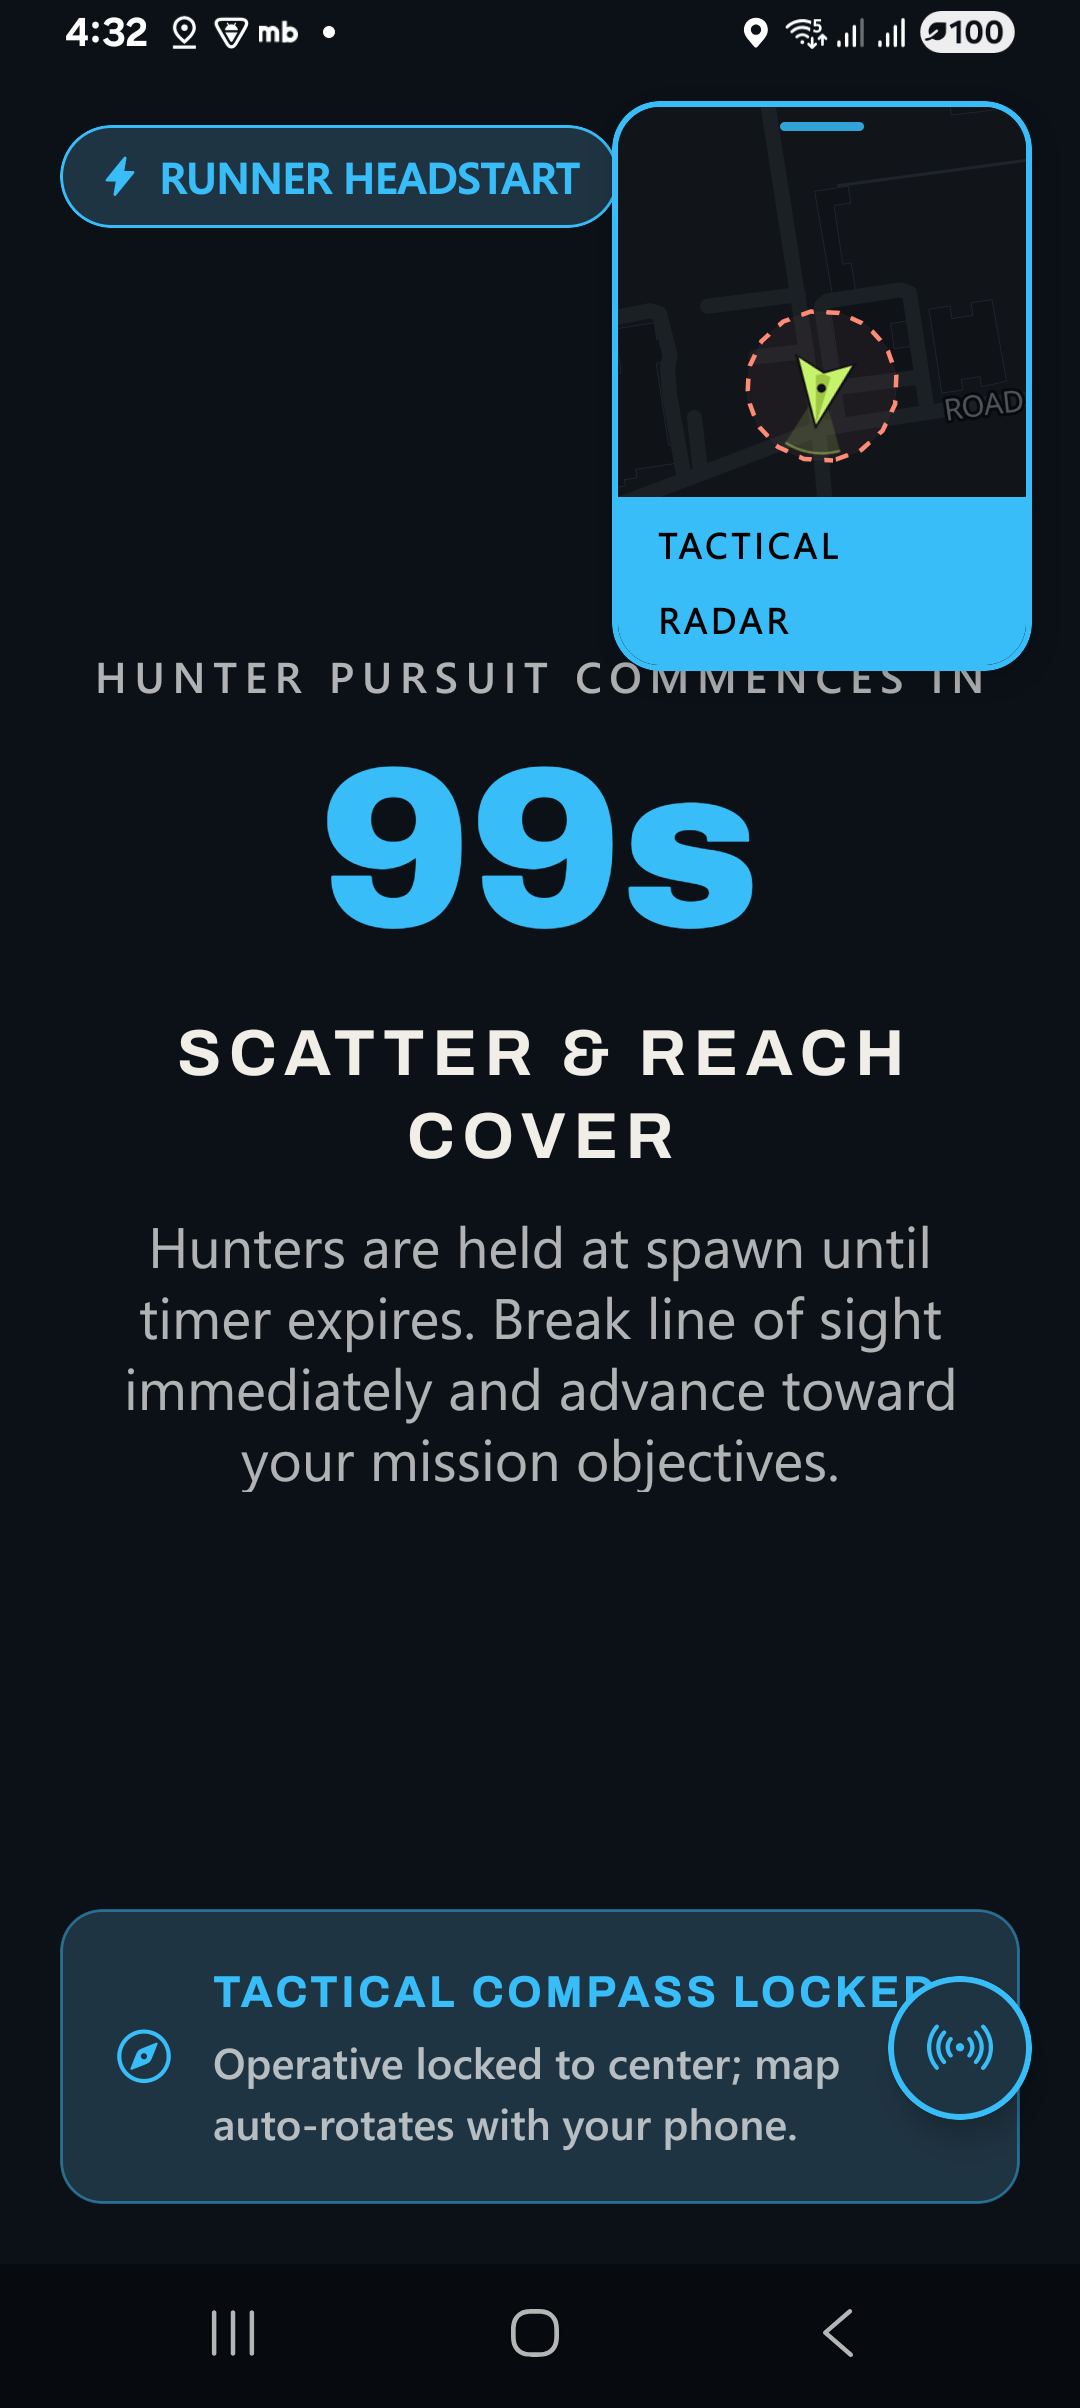 4:32
mb
5
100
RUNNER HEADSTART
ROAD
TACTICAL
RADAR
HUNTER PURSUIT COMMENCES IN
99s
SCATTER & REACH
COVER
Hunters are held at spawn until
timer expires. Break line of sight
immediately and advance toward
your mission objectives.
TACTICAL COMPASS LOCKED
Operative locked to center; map
auto-rotates with your phone.